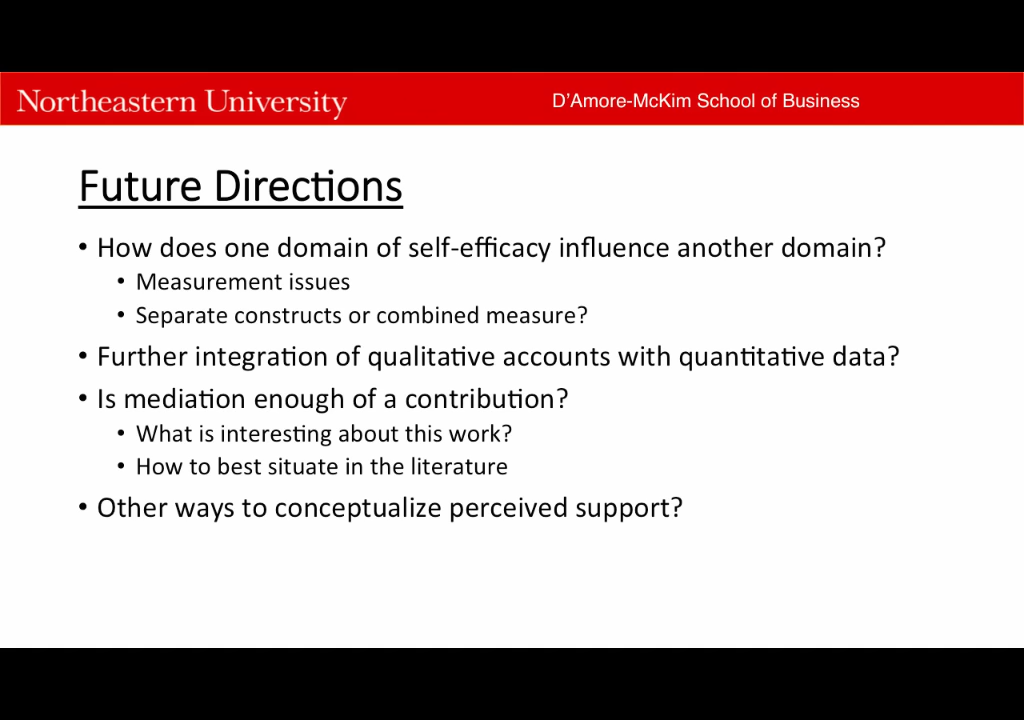 Northeastern University
D'Amore-McKim School of Business
Future Directions
• How does one domain of self-efficacy influence another domain?
• Measurement issues
• Separate constructs or combined measure?
• Further integration of qualitative accounts with quantitative data?
• Is mediation enough of a contribution?
• What is interesting about this work?
• How to best situate in the literature
• Other ways to conceptualize perceived support?